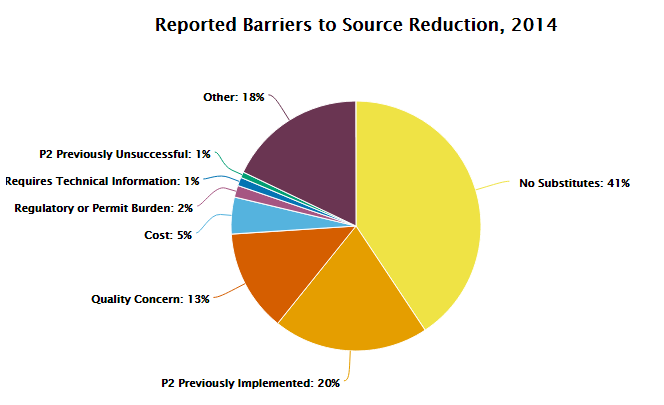 Reported Barriers to Source Reduction, 2014
Other: 18%
P2 Previously Unsuccessful: 1%
Requires Technical Information: 1%
No Substitutes: 41%
Regulatory or Permit Burden: 2%
Cost: 5%
Quality Concern: 13%
P2 Previously Implemented: 20%